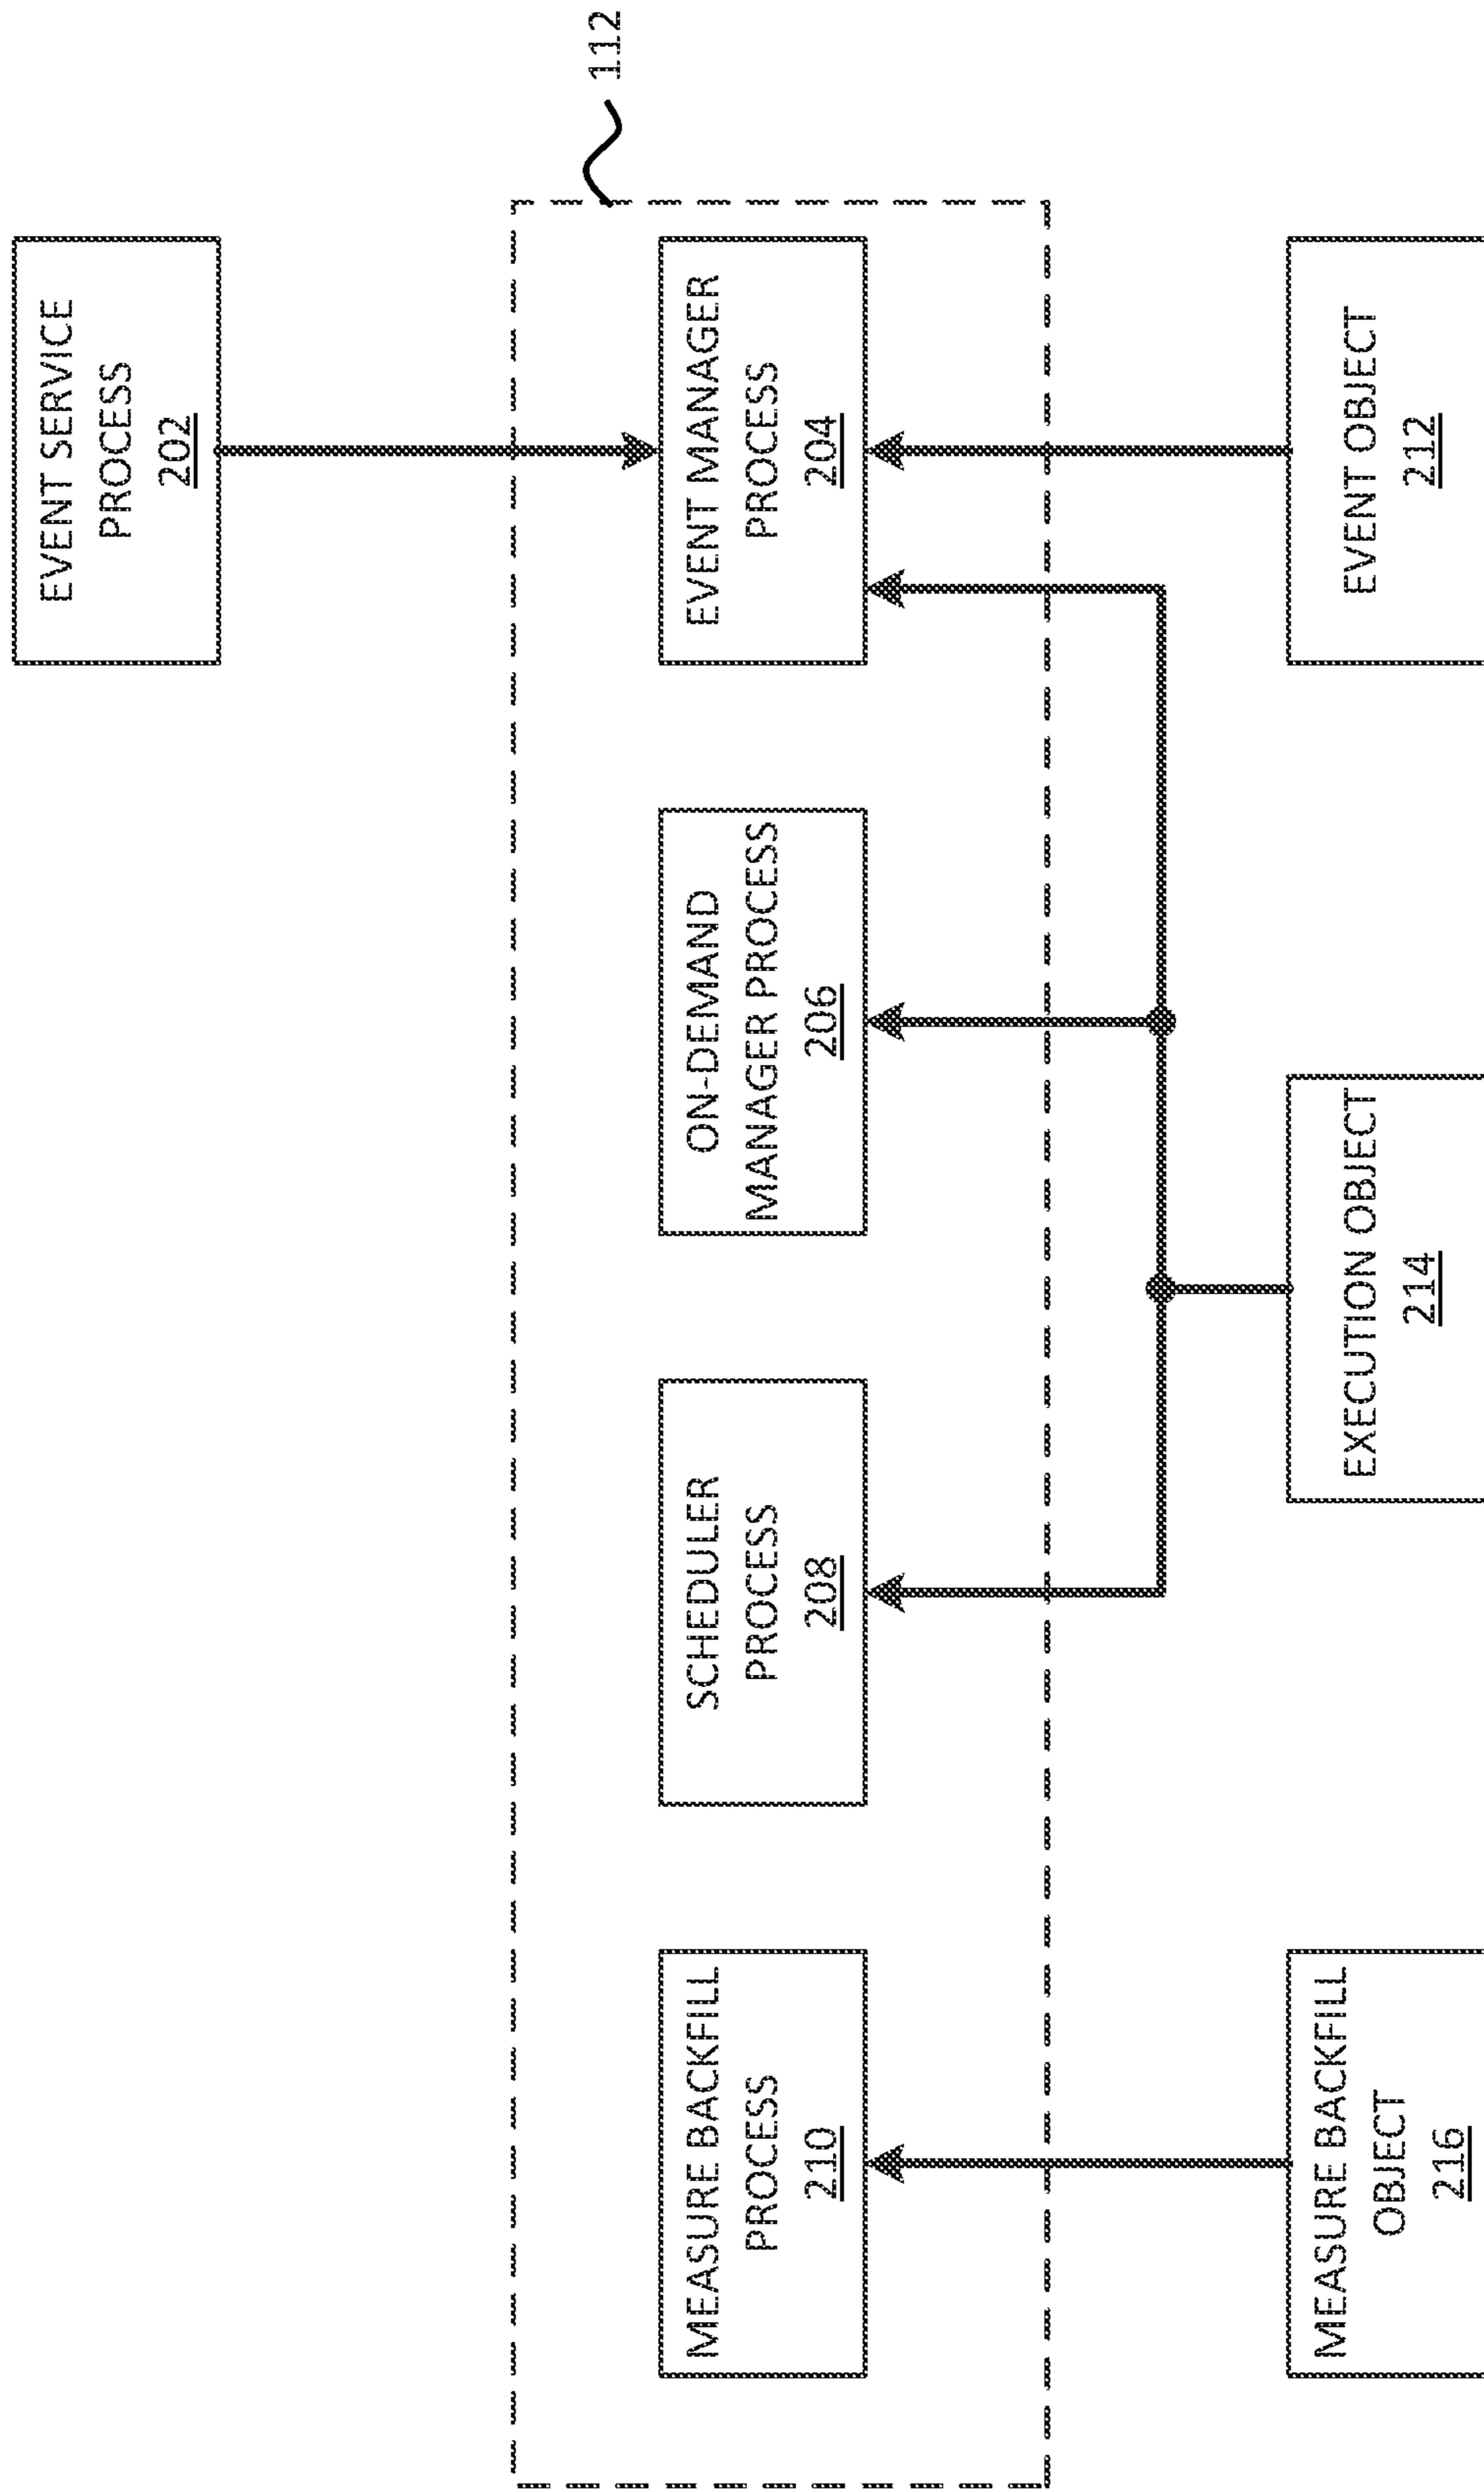 112
EVENT SERVICE
PROCESS
202
MEASURE BACKFILL
PROCESS
210
SCHEDULER
PROCESS
208
ON-DEMAND
MANAGER PROCESS
206
EVENT MANAGER
PROCESS
204
MEASURE BACKFILL
OBJECT
216
EXECUTION OBJECT
214
EVENT OBJECT
212